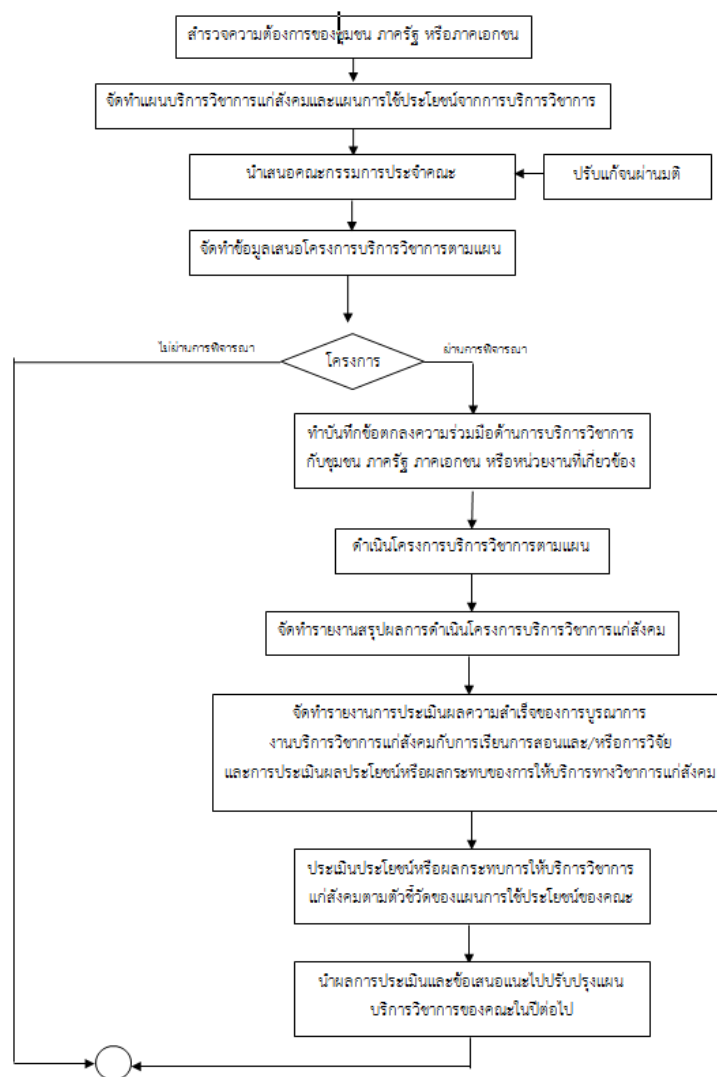 สำรวจความต้องการของชุมชน ภาครัฐ หรือภาคเอกชน
จัดทำแผนบริการวิชาการแก่สังคมและแผนการใช้ประโยชน์จากการบริการวิชาการ
นำเสนอคณะกรรมการประจำคณะ
ปรับแก้จนผ่านมติ
จัดทำข้อมูลเสนอโครงการบริการวิชาการตามแผน
ไม่ผ่านการพิจารณา
โครงการ
ผ่านการพิจารณา
ทำบันทึกข้อตกลงความร่วมมือด้านการบริการวิชาการ
กับชุมชน ภาครัฐ ภาคเอกชน หรือหน่วยงานที่เกี่ยวข้อง
ดำเนินโครงการบริการวิชาการตามแผน
จัดทำรายงานสรุปผลการดำเนินโครงการบริการวิชาการแก่สังคม
จัดทำรายงานการประเมินผลความสำเร็จของการบูรณาการ
งานบริการวิชาการแก่สังคมกับการเรียนการสอนและ/หรือการวิจัย
และการประเมินผลประโยชน์หรือผลกระทบของการให้บริการทางวิชาการแก่สังคม
ประเมินประโยชน์หรือผลกระทบการให้บริการวิชาการ
แก่สังคมตามตัวชี้วัดของแผนการใช้ประโยชน์ของคณะ
นำผลการประเมินและข้อเสนอแนะไปปรับปรุงแผน
บริการวิชาการของคณะในปีต่อไป